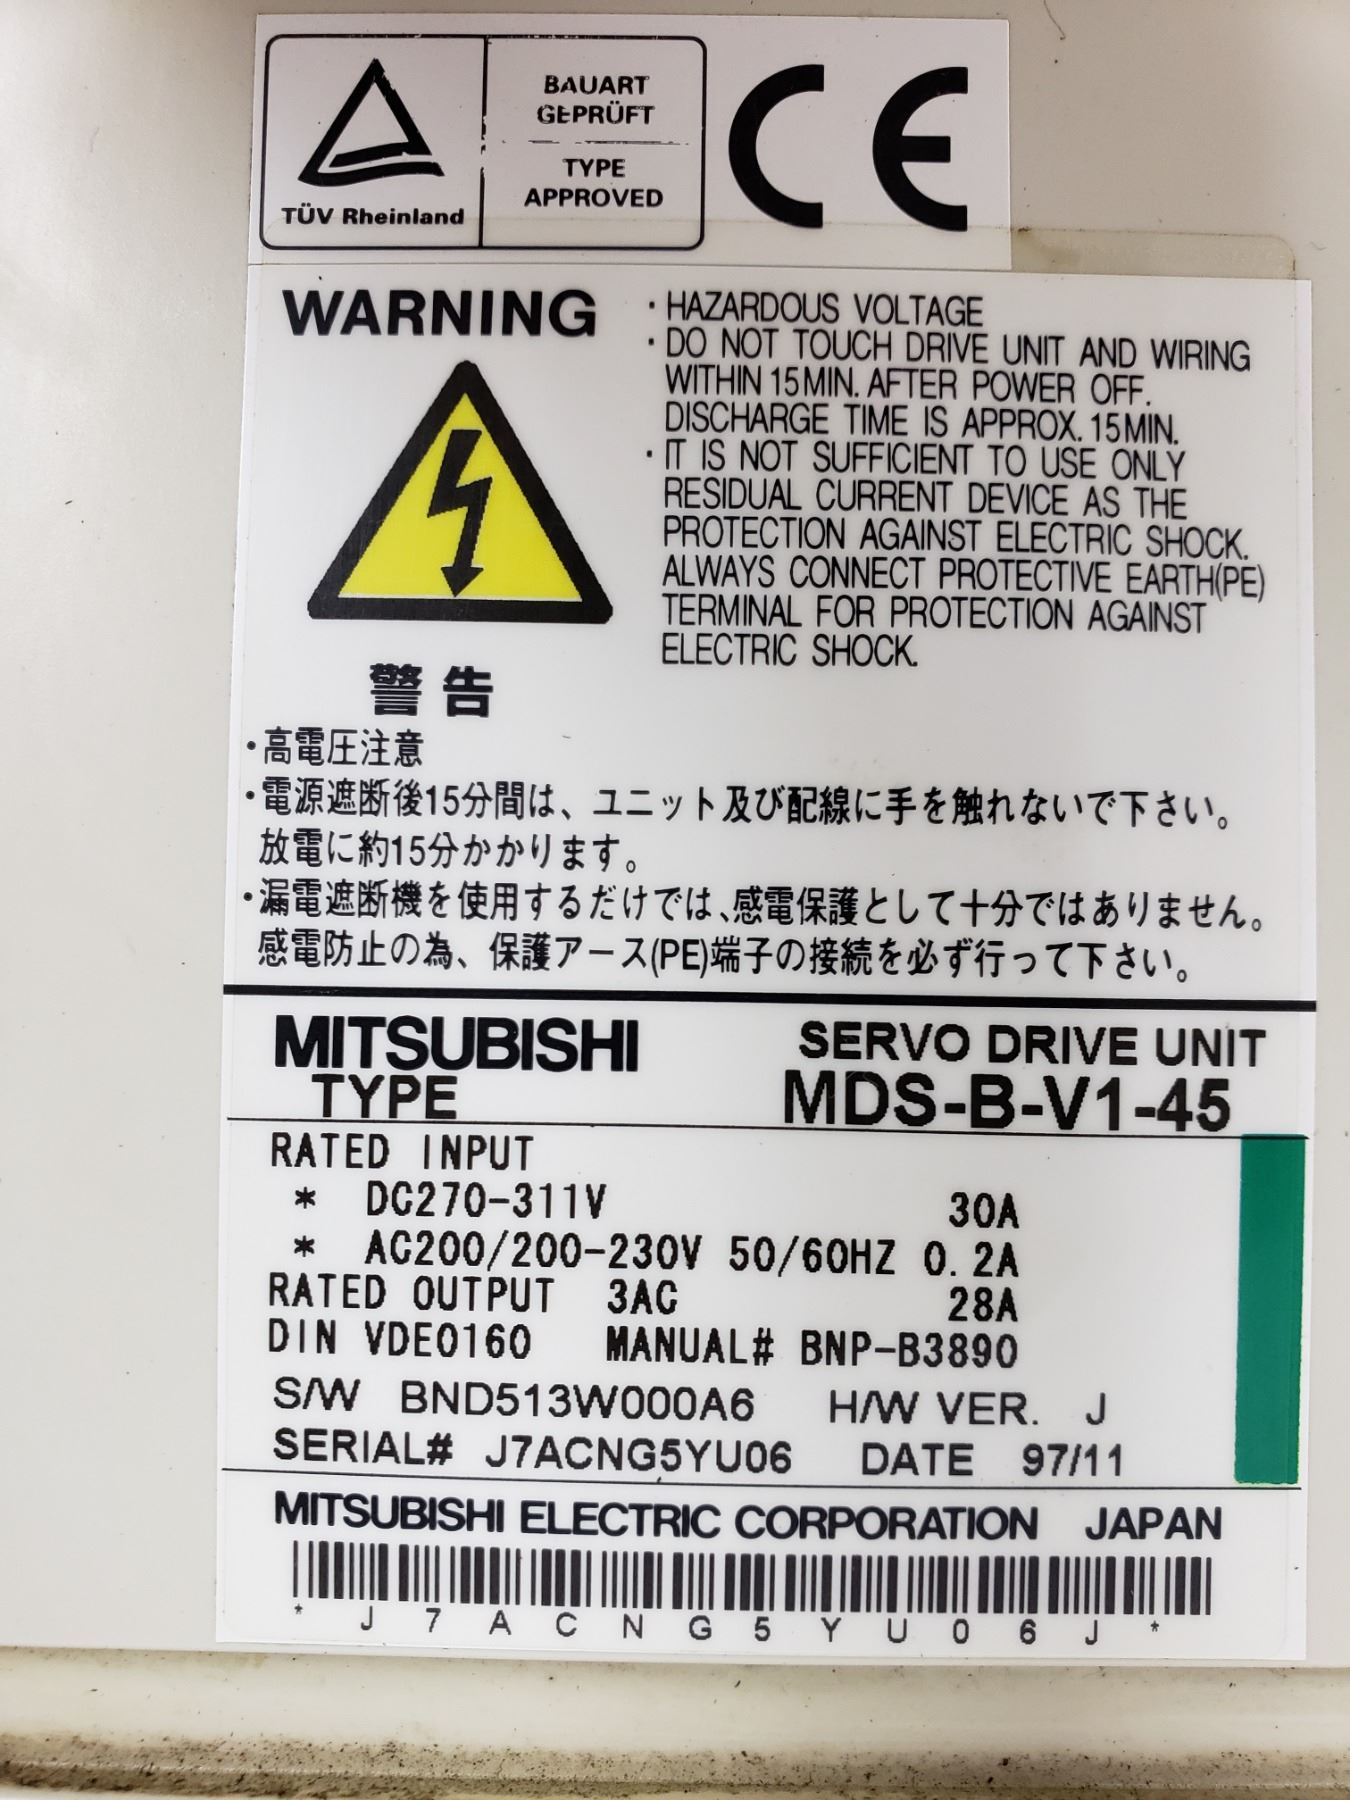 BAUART
GEPRÜFT
TYPE
APPROVED
TÜV Rheinland
CE
WARNING
・HAZARDOUS VOLTAGE
・DO NOT TOUCH DRIVE UNIT AND WIRING
WITHIN 15MIN. AFTER POWER OFF.
DISCHARGE TIME IS APPROX. 15MIN.
・IT IS NOT SUFFICIENT TO USE ONLY
RESIDUAL CURRENT DEVICE AS THE
PROTECTION AGAINST ELECTRIC SHOCK.
ALWAYS CONNECT PROTECTIVE EARTH(PE)
TERMINAL FOR PROTECTION AGAINST
ELECTRIC SHOCK.
警告
・高電圧注意
・電源遮断後15分間は、ユニット及び配線に手を触れないで下さい。
放電に約15分かかります。
・漏電遮断機を使用するだけでは、感電保護として十分ではありません。
感電防止の為、保護アース(PE)端子の接続を必ず行って下さい。
MITSUBISHI SERVO DRIVE UNIT
TYPE MDS-B-V1-45
RATED INPUT
* DC270-311V 30A
* AC200/200-230V 50/60HZ 0.2A
RATED OUTPUT 3AC 28A
DIN VDE0160 MANUAL# BNP-B3890
S/W BND513W000A6 H/W VER. J
SERIAL# J7ACNG5YU06 DATE 97/11
MITSUBISHI ELECTRIC CORPORATION JAPAN
* J 7 A C N G 5 Y U 0 6 J *